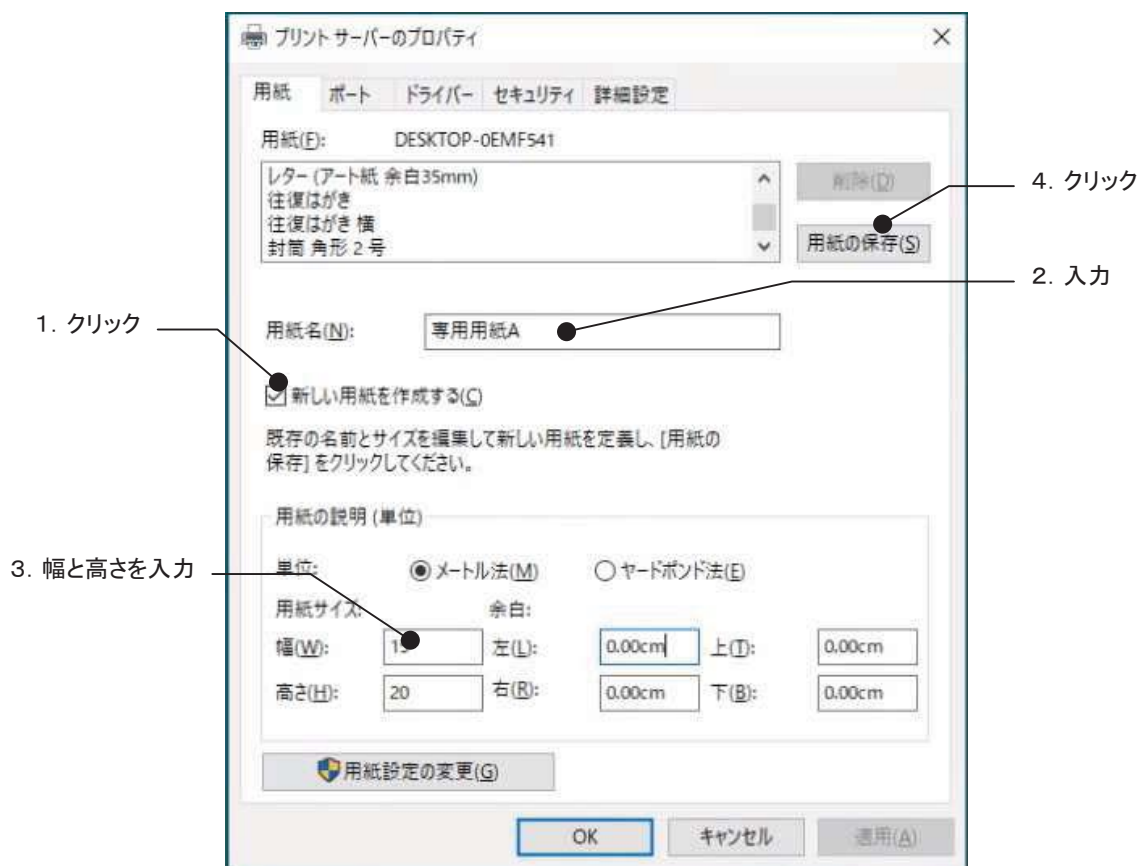 プリント サーバーのプロパティ
用紙 ポート ドライバー セキュリティ 詳細設定
用紙(F): DESKTOP-0EMF541
レター (アート紙 余白35mm)
往復はがき
往復はがき 横
封筒 角形 2 号
削除(D)
4．クリック
用紙の保存(S)
2．入力
1．クリック
用紙名(N): 専用用紙A
新しい用紙を作成する(C)
既存の名前とサイズを編集して新しい用紙を定義し、[用紙の
保存] をクリックしてください。
用紙の説明 (単位)
3．幅と高さを入力
単位: メートル法(M) ヤードポンド法(E)
用紙サイズ: 余白:
幅(W): 左(L): 0.00cm 上(T): 0.00cm
高さ(H): 20 右(R): 0.00cm 下(B): 0.00cm
用紙設定の変更(G)
OK キャンセル 適用(A)